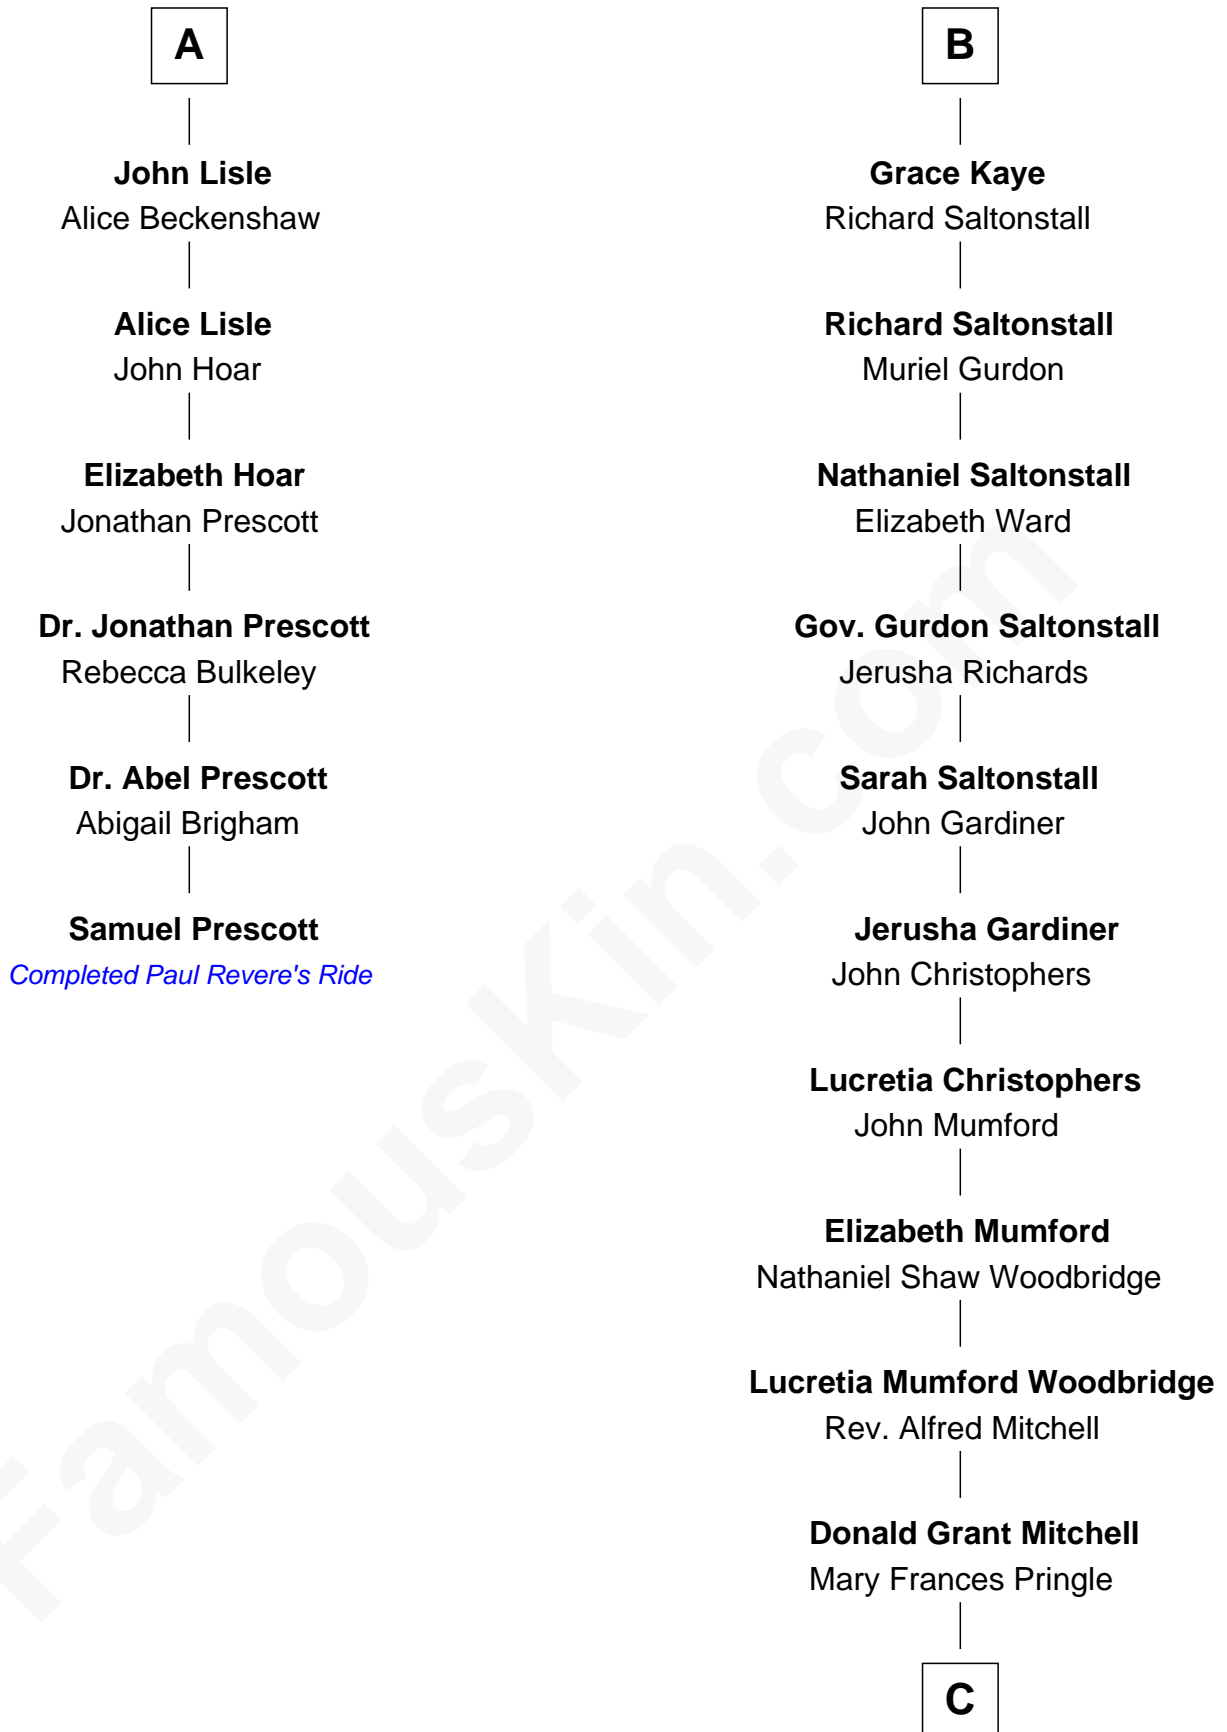 A
John Lisle
Alice Beckenshaw
Alice Lisle
John Hoar
Elizabeth Hoar
Jonathan Prescott
Dr. Jonathan Prescott
Rebecca Bulkeley
Dr. Abel Prescott
Abigail Brigham
Samuel Prescott
Completed Paul Revere's Ride
B
Grace Kaye
Richard Saltonstall
Richard Saltonstall
Muriel Gurdon
Nathaniel Saltonstall
Elizabeth Ward
Gov. Gurdon Saltonstall
Jerusha Richards
Sarah Saltonstall
John Gardiner
Jerusha Gardiner
John Christophers
Lucretia Christophers
John Mumford
Elizabeth Mumford
Nathaniel Shaw Woodbridge
Lucretia Mumford Woodbridge
Rev. Alfred Mitchell
Donald Grant Mitchell
Mary Frances Pringle
C
FamousKin.com